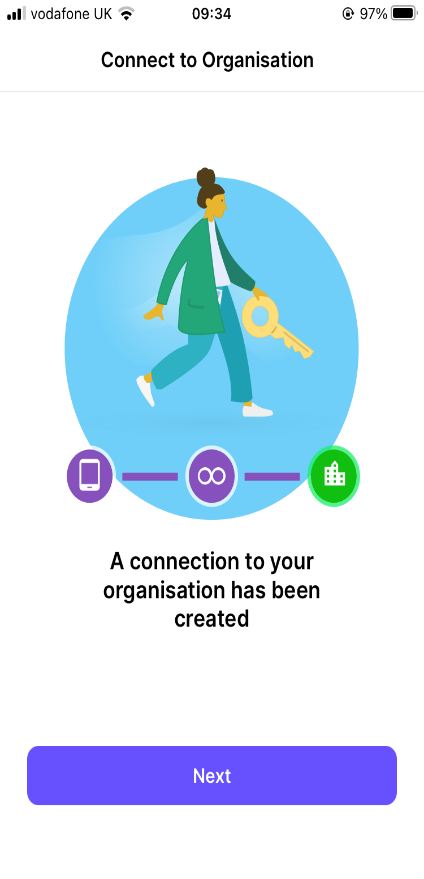 vodafone UK 09:34 97%
Connect to Organisation
A connection to your
organisation has been
created
Next